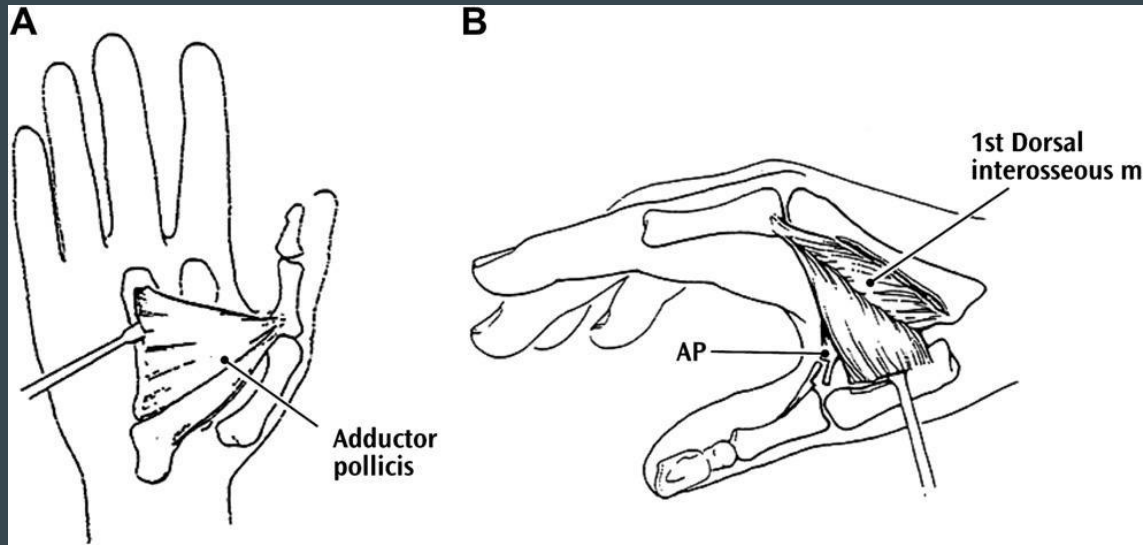 A
B
1st Dorsal
interosseous m
AP
Adductor
pollicis